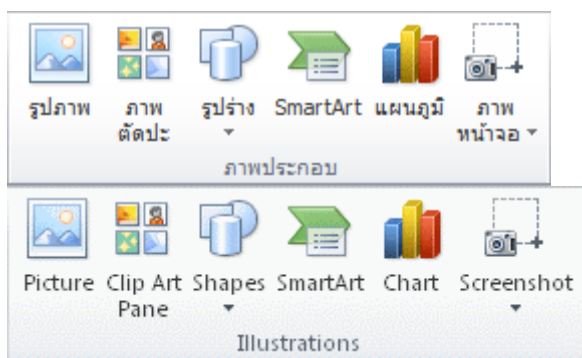 รูปภาพ ภาพ รูปร่าง SmartArt แผนภูมิ ภาพ
ตัดปะ หน้าจอ
ภาพประกอบ
Picture Clip Art Shapes SmartArt Chart Screenshot
Pane
Illustrations